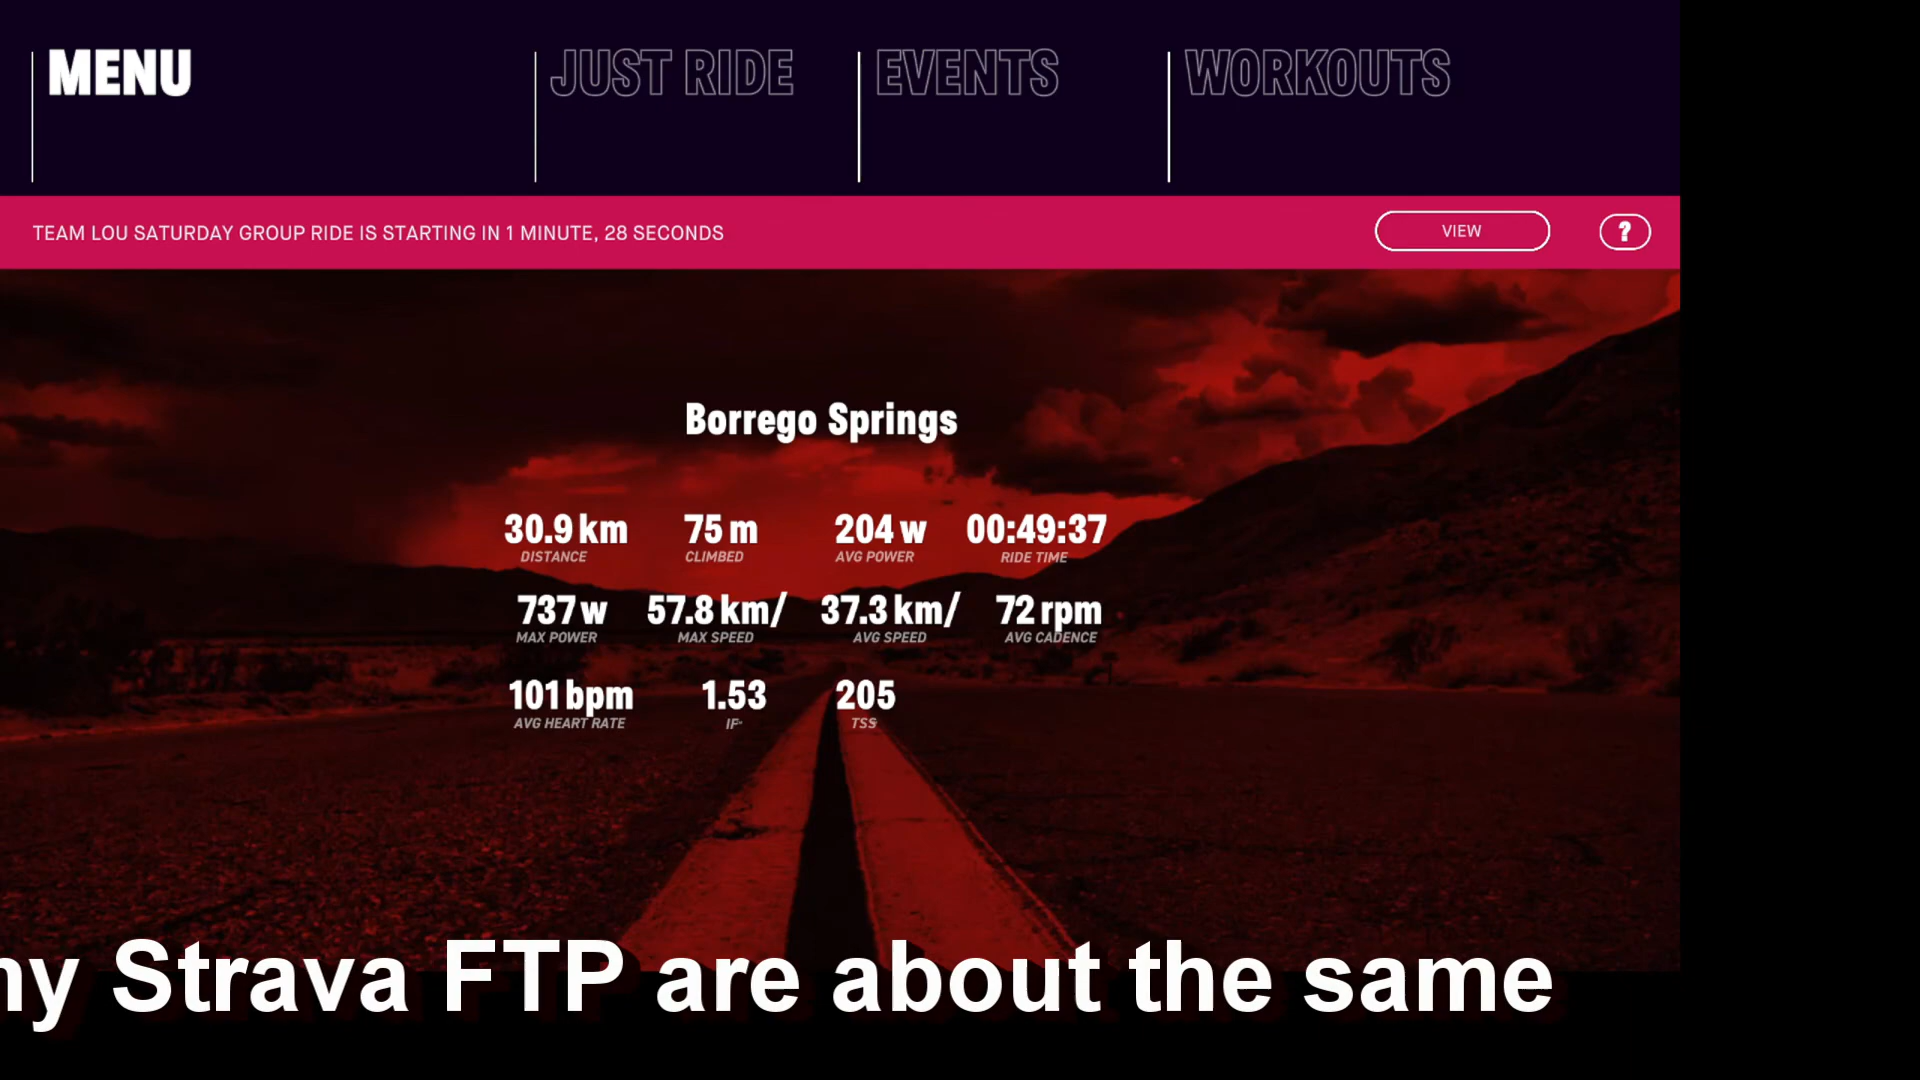 MENU
JUST RIDE
EVENTS
WORKOUTS
TEAM LOU SATURDAY GROUP RIDE IS STARTING IN 1 MINUTE, 28 SECONDS
VIEW
?
Borrego Springs
30.9 km 75 m 204 w 00:49:37
DISTANCE CLIMBED AVG POWER RIDE TIME
737 w 57.8 km/ 37.3 km/ 72 rpm
MAX POWER MAX SPEED AVG SPEED AVG CADENCE
101 bpm 1.53 205
AVG HEART RATE IF TSS
Strava FTP are about the same